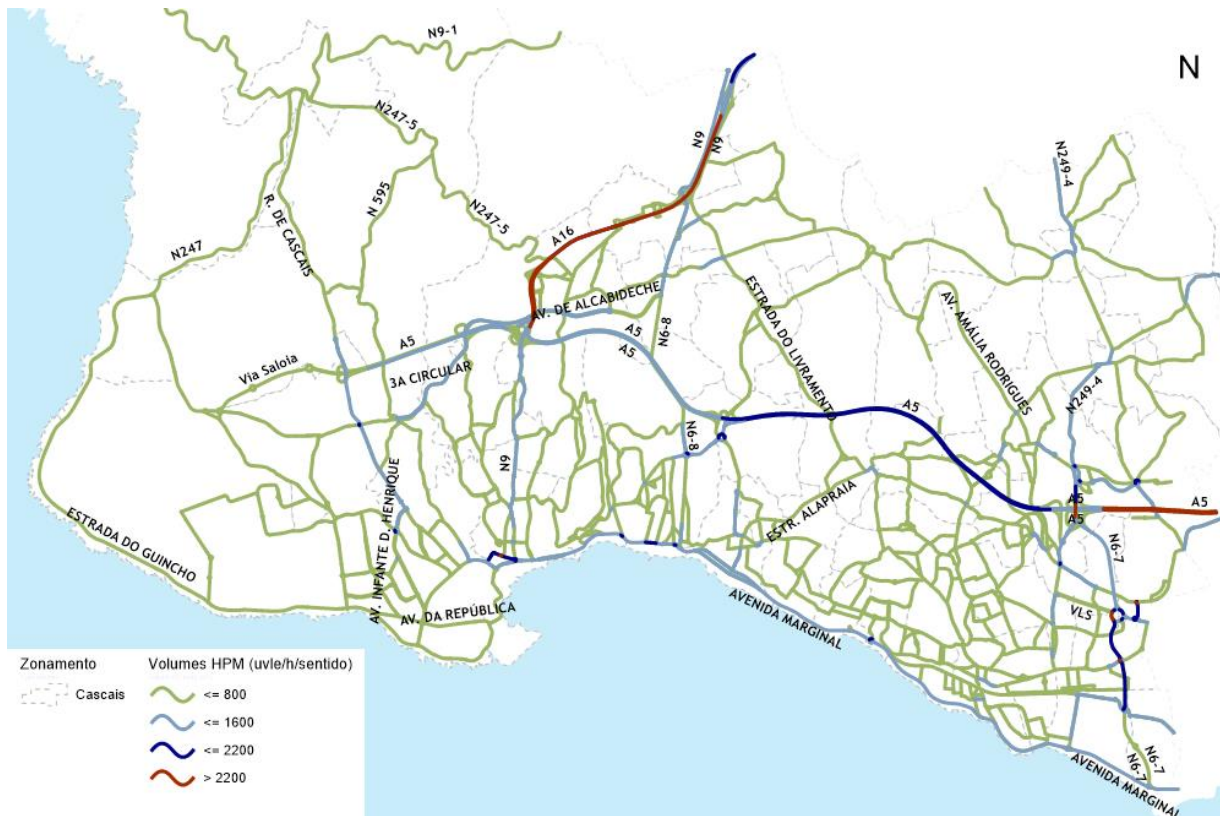 N9-1
N
N247-5
N9
N9
N249-4
N 595
R. DE CASCAIS
N247-5
N247
A16
AV. DE ALCABIDECHE
ESTRADA DO LIVRAMENTO
AV. AMÁLIA RODRIGUES
A5
A5
A5
N6-8
Via Saloia
3A CIRCULAR
N249-4
A5
N6-8
N9
AV. INFANTE D. HENRIQUE
ESTR. ALAPRAIA
A5
A5
A5
ESTRADA DO GUINCHO
N6-7
AV. DA REPÚBLICA
AVENIDA MARGINAL
VLS
N6-7
N6-7
AVENIDA MARGINAL
Zonamento
Cascais
Volumes HPM (uvle/h/sentido)
<= 800
<= 1600
<= 2200
> 2200